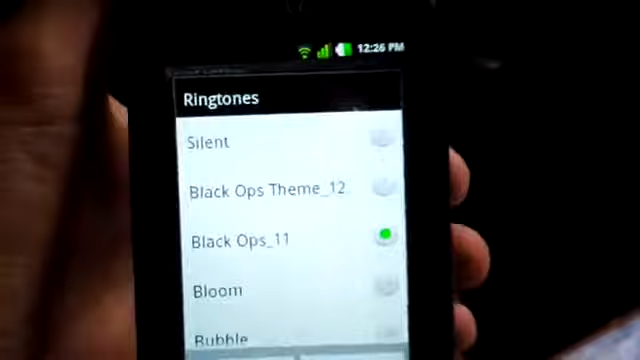 12:26 PM
Ringtones
Silent
Black Ops Theme_12
Black Ops_11
Bloom
Bubble